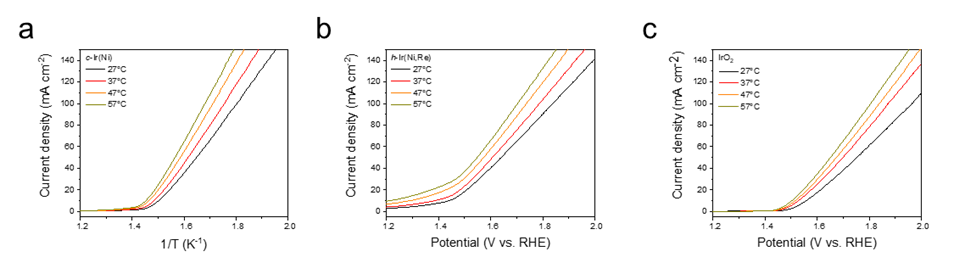 a
c-Ir(Ni)
27°C
37°C
47°C
57°C
Current density (mA cm-2)
140
120
100
80
60
40
20
0
1.2
1.4
1.6
1.8
2.0
1/T (K-1)
b
h-Ir(Ni,Re)
27°C
37°C
47°C
57°C
Current density (mA cm-2)
140
120
100
80
60
40
20
0
1.2
1.4
1.6
1.8
2.0
Potential (V vs. RHE)
c
IrO2
27°C
37°C
47°C
57°C
Current density (mA cm-2)
140
120
100
80
60
40
20
0
1.2
1.4
1.6
1.8
2.0
Potential (V vs. RHE)